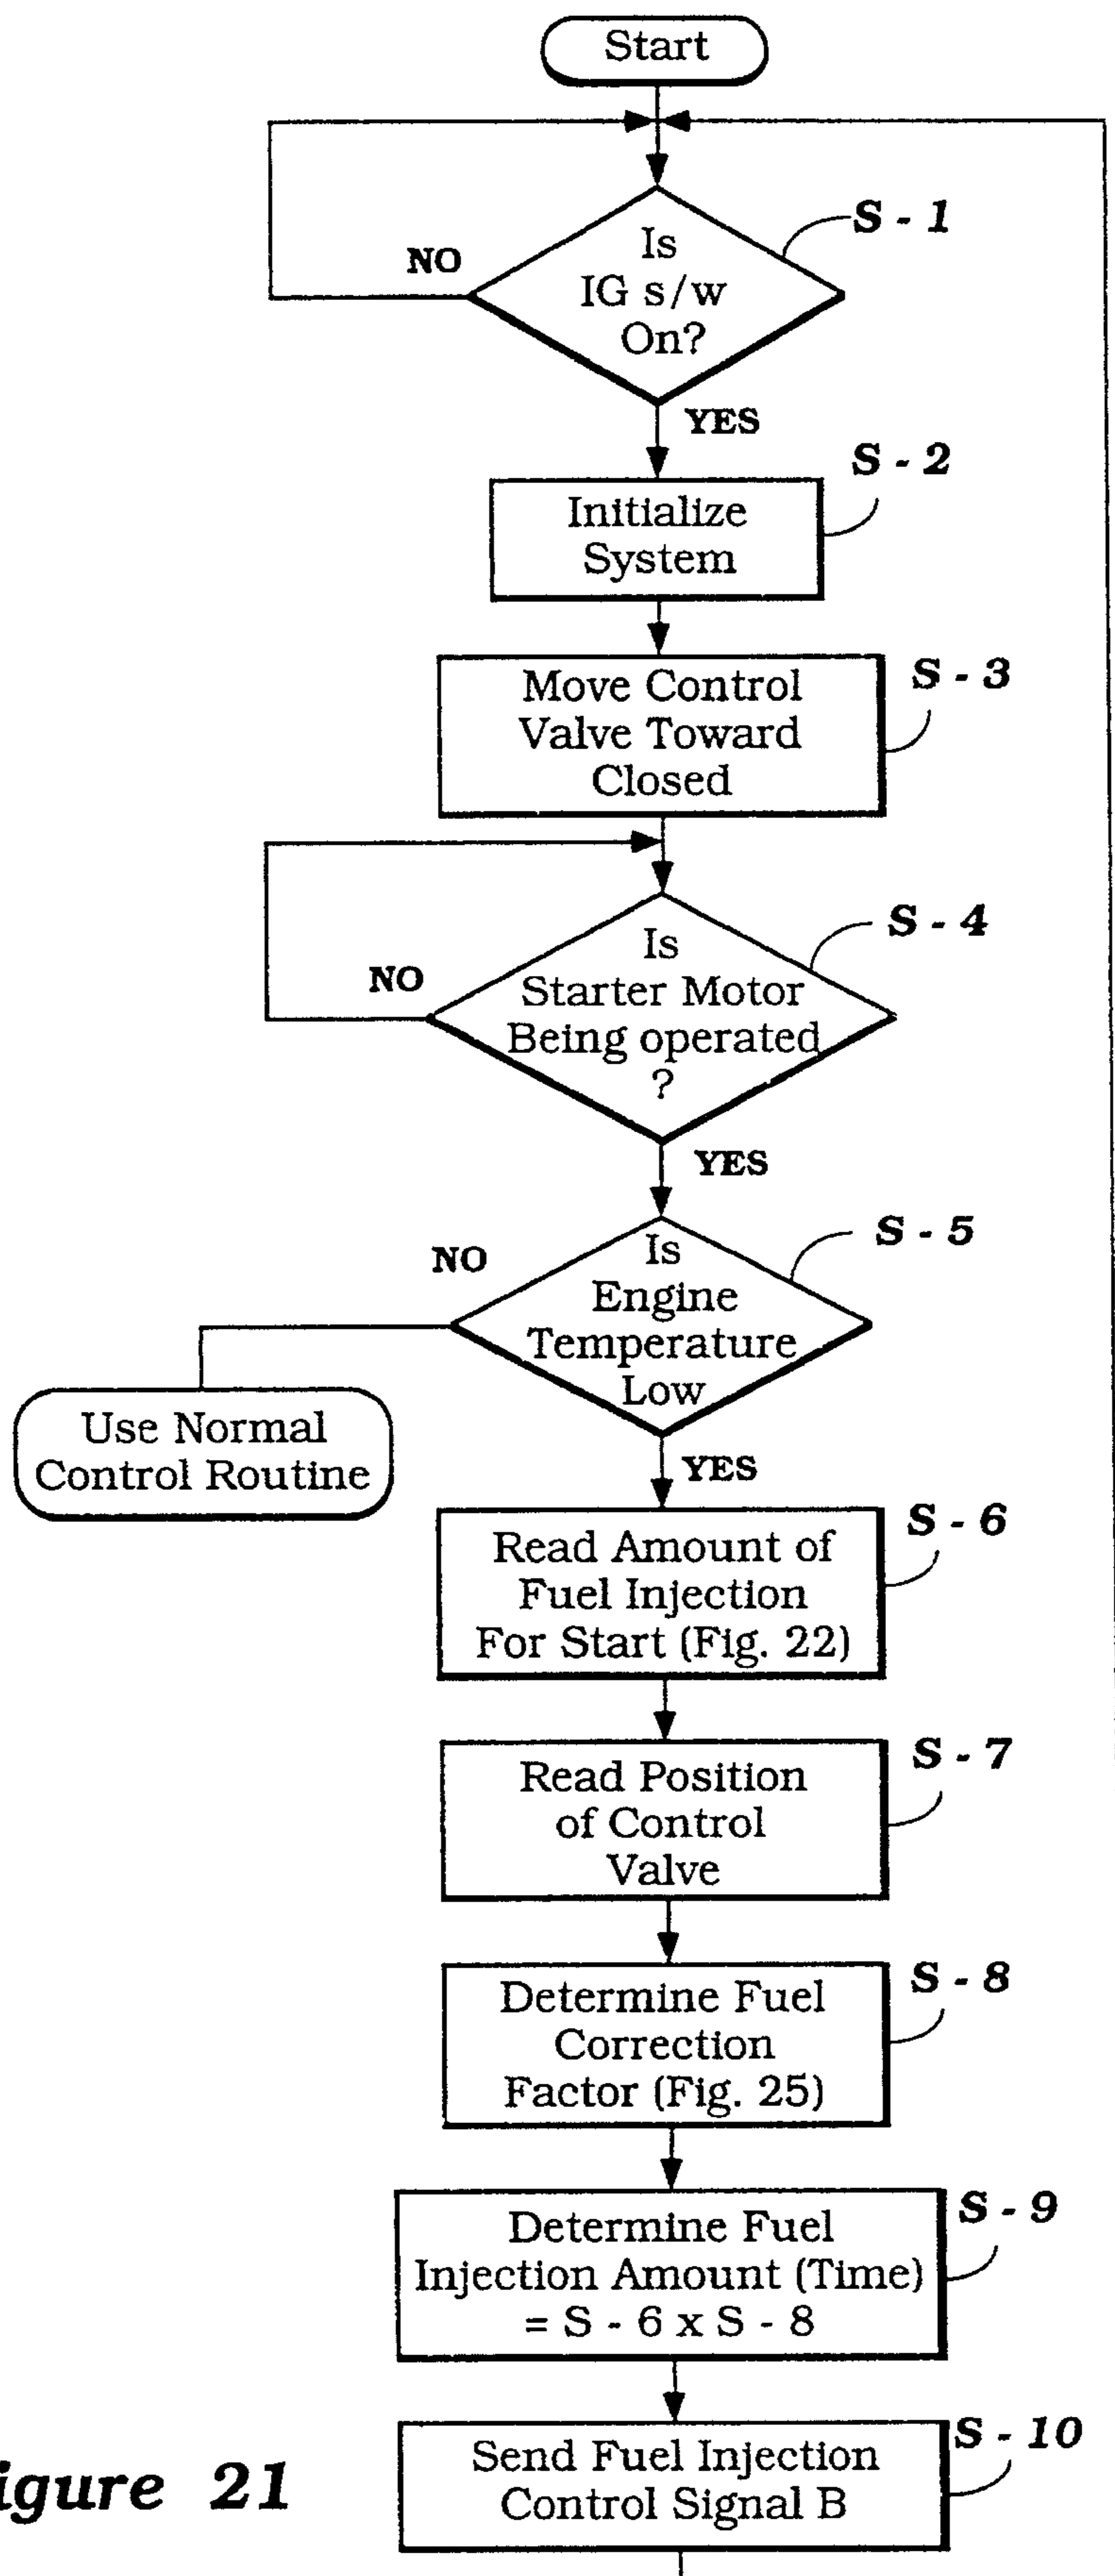 Start
S - 1
Is
IG s/w
On?
NO
YES
S - 2
Initialize
System
S - 3
Move Control
Valve Toward
Closed
S - 4
Is
Starter Motor
Being operated
?
NO
YES
S - 5
Is
Engine
Temperature
Low
NO
Use Normal
Control Routine
YES
S - 6
Read Amount of
Fuel Injection
For Start (Fig. 22)
S - 7
Read Position
of Control
Valve
S - 8
Determine Fuel
Correction
Factor (Fig. 25)
S - 9
Determine Fuel
Injection Amount (Time)
= S - 6 x S - 8
S - 10
Send Fuel Injection
Control Signal B
igure 21